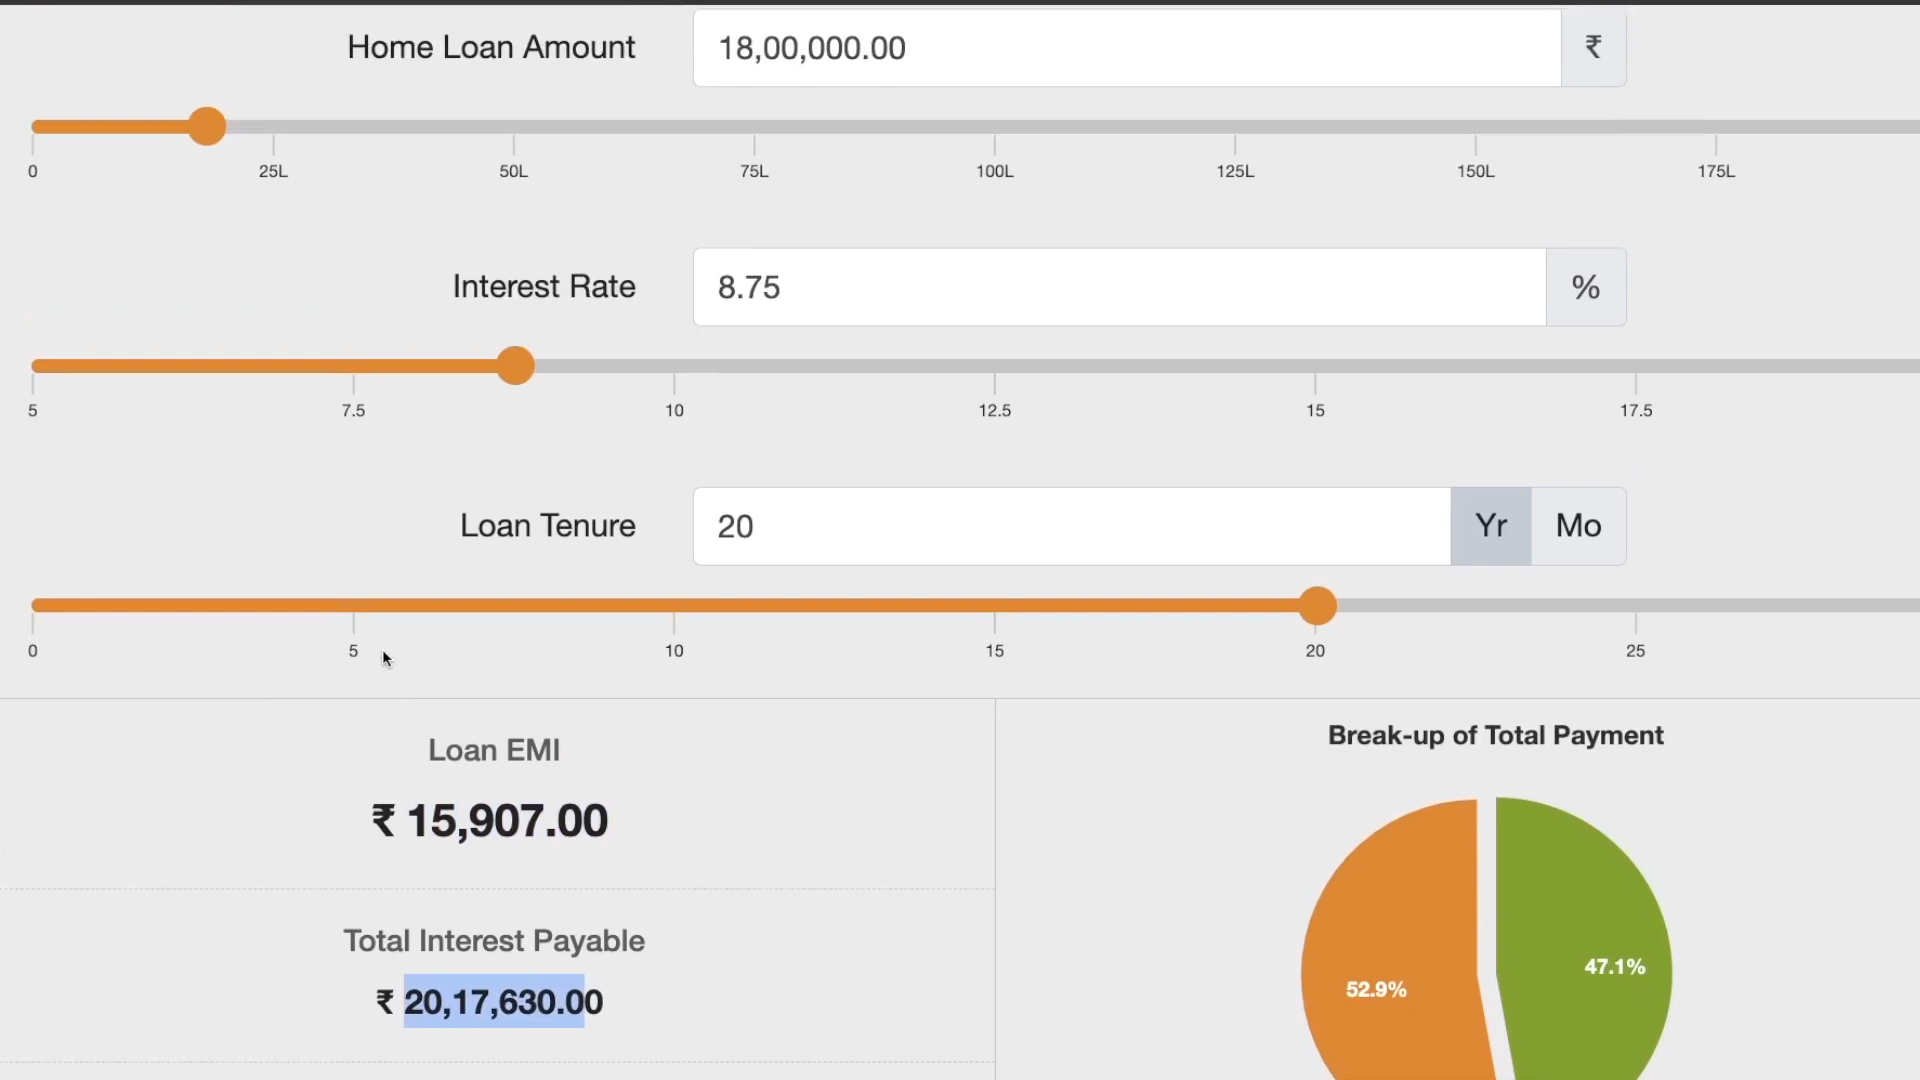 Home Loan Amount 18,00,000.00 ₹
0 25L 50L 75L 100L 125L 150L 175L
Interest Rate 8.75 %
5 7.5 10 12.5 15 17.5
Loan Tenure 20 Yr Mo
0 5 10 15 20 25
Loan EMI
₹ 15,907.00
Total Interest Payable
₹ 20,17,630.00
Break-up of Total Payment
52.9% 47.1%